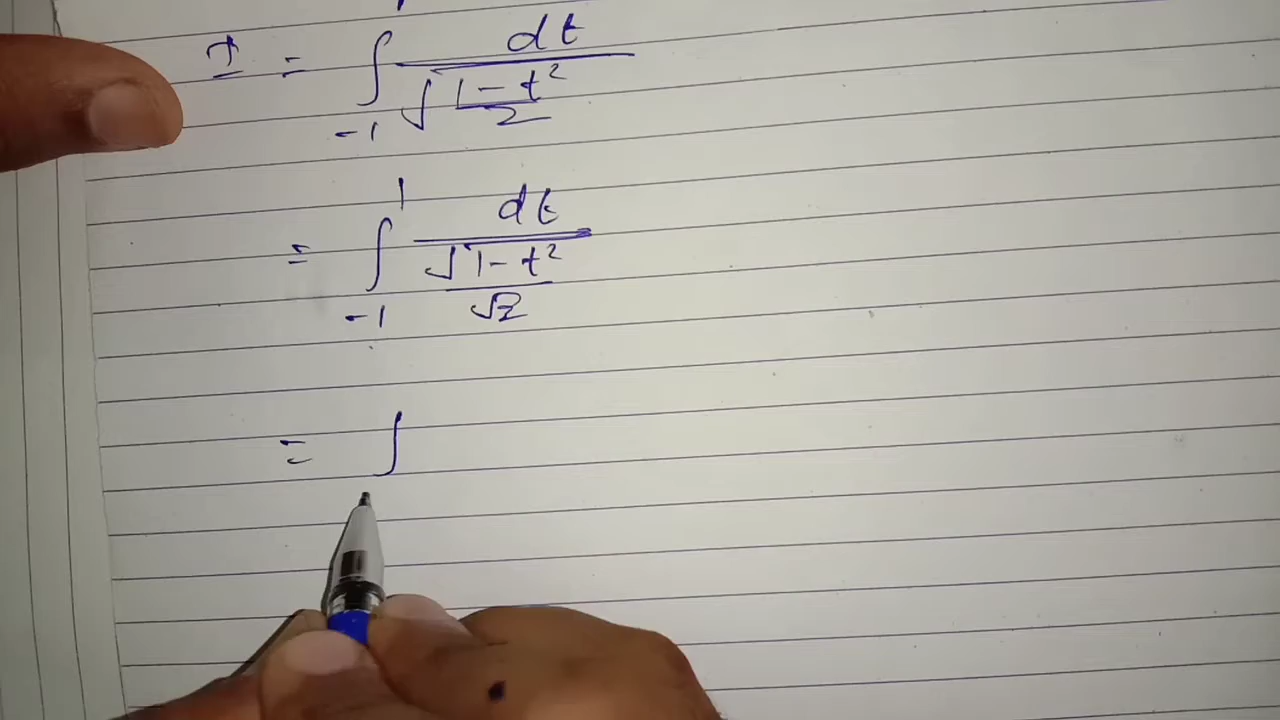 I = ∫_{-1}^{1} dt / √((1-t²)/2)
= ∫_{-1}^{1} dt / (√(1-t²)/√2)
= ∫